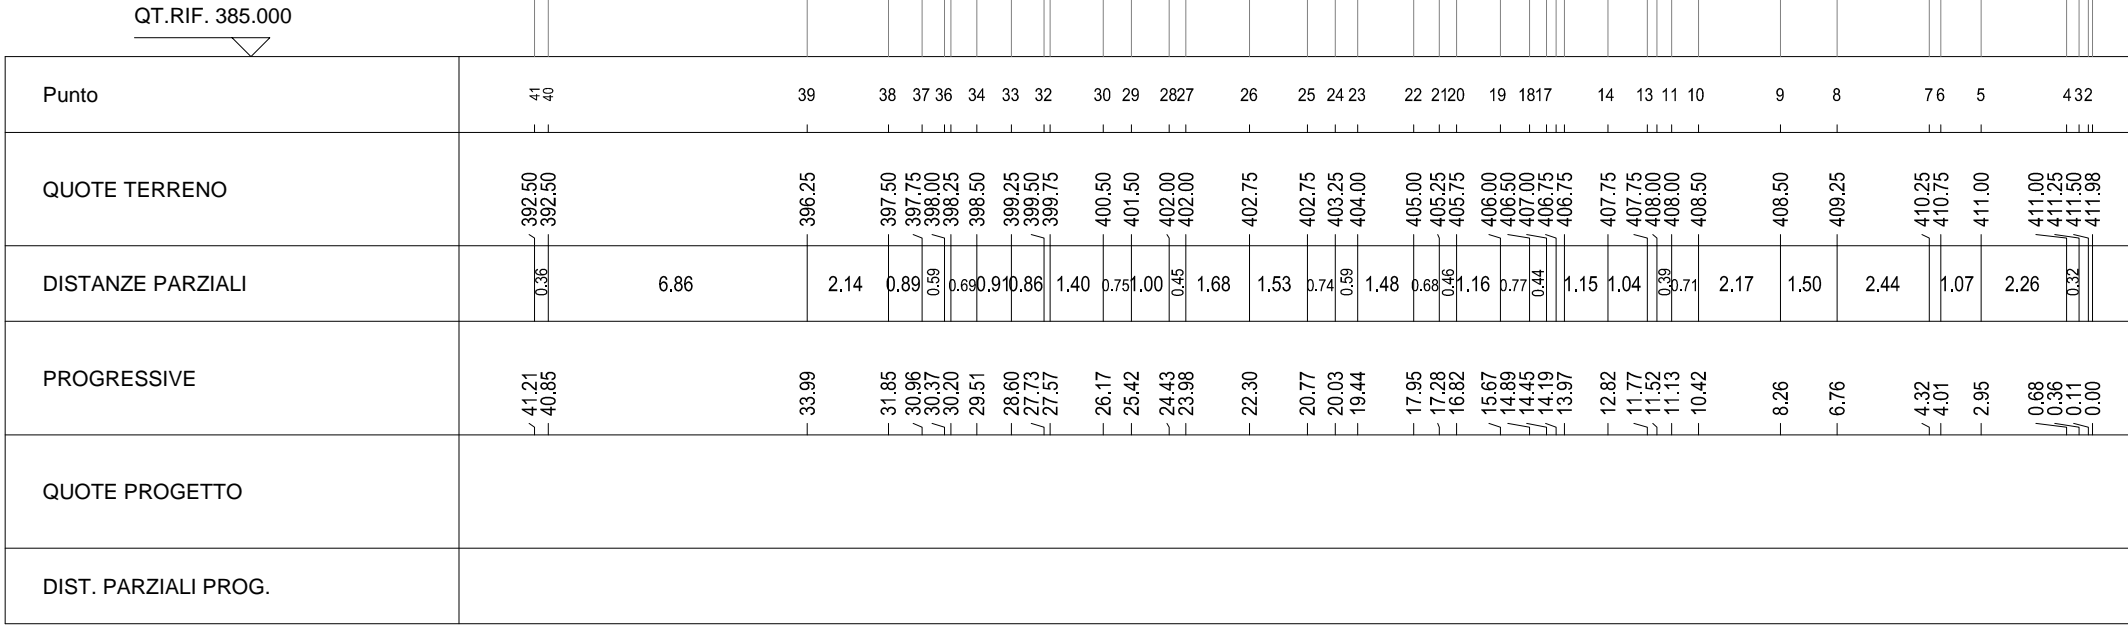 QT.RIF. 385.000
Punto 41 40 39 38 37 36 34 33 32 30 29 28 27 26 25 24 23 22 21 20 19 18 17 14 13 11 10 9 8 7 6 5 4 3 2
QUOTE TERRENO 392.50 392.50 396.25 397.50 397.75 398.00 398.25 398.50 399.25 399.50 399.75 400.50 401.50 402.00 402.00 402.75 402.75 403.25 404.00 405.00 405.25 405.75 406.00 406.50 407.00 406.75 406.75 407.75 407.75 408.00 408.00 408.50 408.50 409.25 410.25 410.75 411.00 411.00 411.25 411.50 411.98
DISTANZE PARZIALI 0.36 6.86 2.14 0.89 0.59 0.69 0.91 0.86 1.40 0.75 1.00 0.45 1.68 1.53 0.74 0.59 1.48 0.68 0.46 1.16 0.77 0.44 1.15 1.04 0.39 0.71 2.17 1.50 2.44 1.07 2.26 0.32
PROGRESSIVE 41.21 40.85 33.99 31.85 30.96 30.37 30.20 29.51 28.60 27.73 27.57 26.17 25.42 24.43 23.98 22.30 20.77 20.03 19.44 17.95 17.28 16.82 15.67 14.89 14.45 14.19 13.97 12.82 11.77 11.52 11.13 10.42 8.26 6.76 4.32 4.01 2.95 0.68 0.36 0.11 0.00
QUOTE PROGETTO
DIST. PARZIALI PROG.